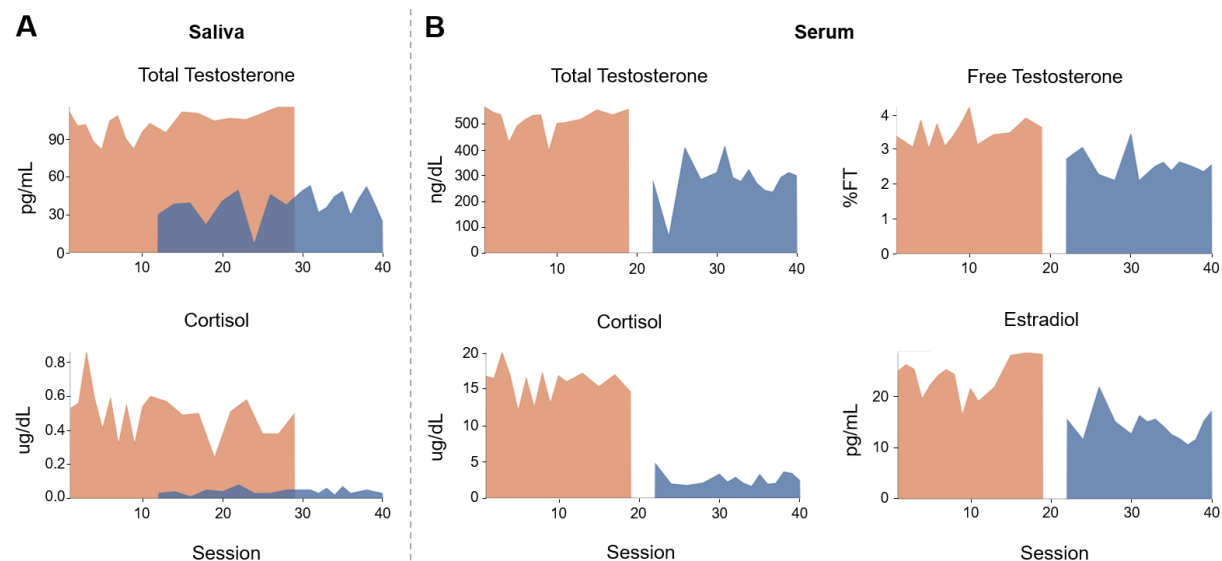 A
Saliva
Total Testosterone
pg/mL
90
60
30
0
10
20
30
40
Cortisol
ug/dL
0.8
0.6
0.4
0.2
0.0
10
20
30
40
Session
B
Serum
Total Testosterone
ng/dL
500
400
300
200
100
0
10
20
30
40
Free Testosterone
%FT
4
3
2
1
0
10
20
30
40
Cortisol
ug/dL
20
15
10
5
0
10
20
30
40
Session
Estradiol
pg/mL
20
10
0
10
20
30
40
Session